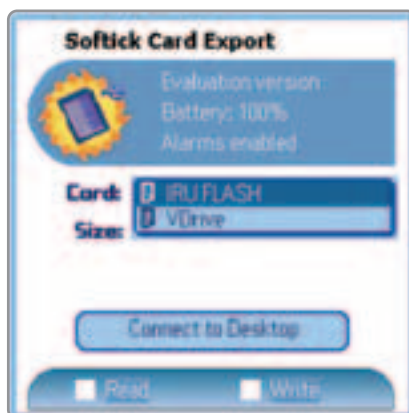 Softick Card Export
Evaluation version
Battery: 100%
Alarms enabled
Card: IRU FLASH
VDrive
Size:
Connect to Desktop
Read Write